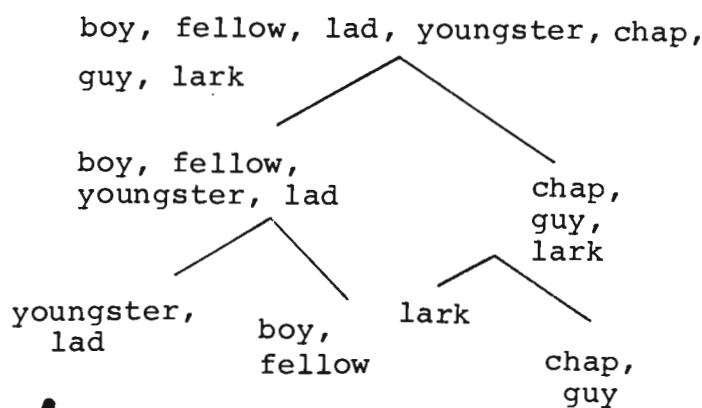 boy, fellow, lad, youngster, chap,
guy, lark
boy, fellow,
youngster, lad
chap,
guy,
lark
youngster,
lad
boy,
fellow
lark
chap,
guy